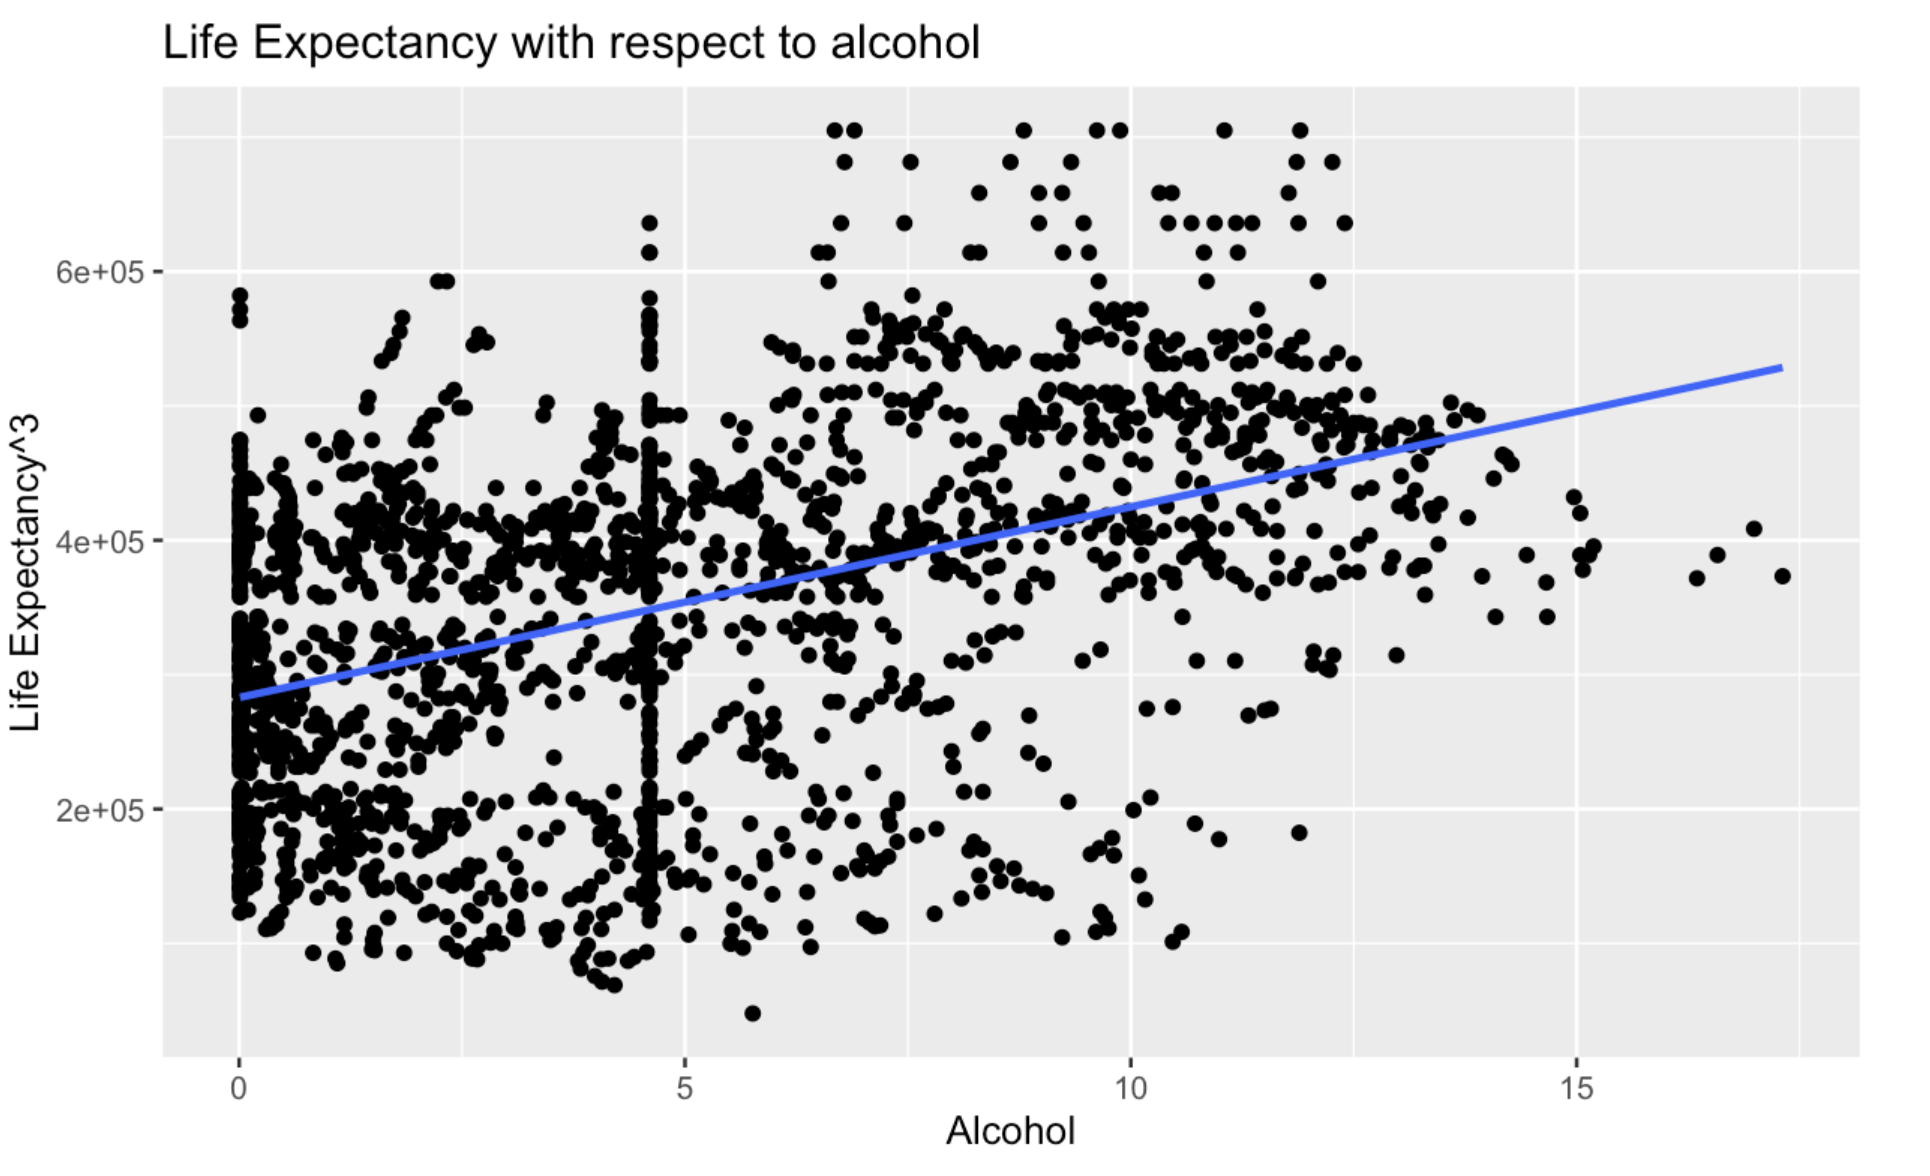 Life Expectancy with respect to alcohol
Life Expectancy^3
6e+05
4e+05
2e+05
0 5 10 15
Alcohol